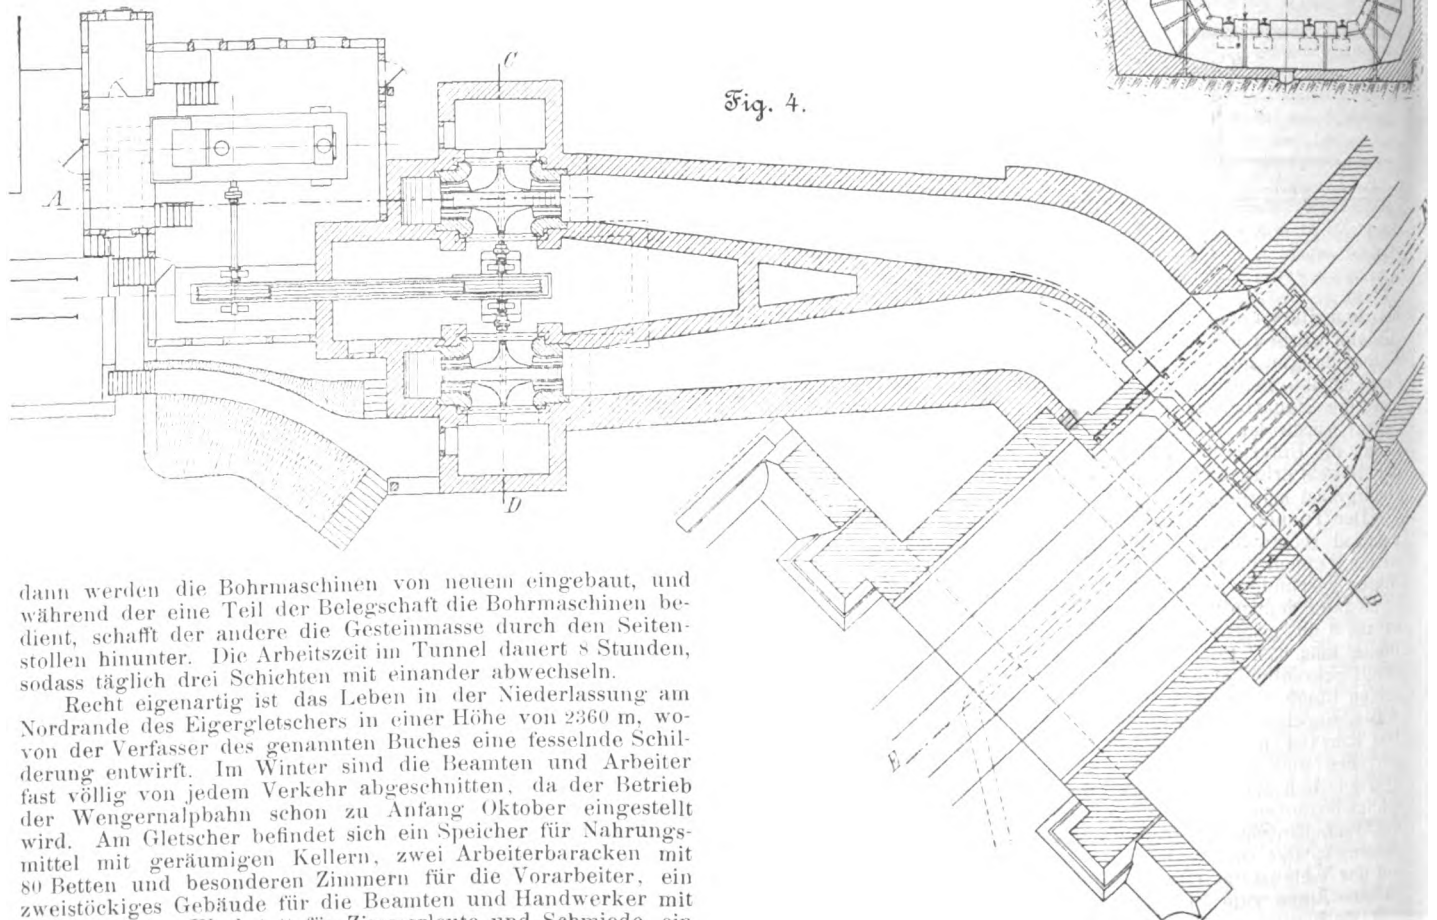 C
Fig. 4.
A
F
D
B
E
dann werden die Bohrmaschinen von neuem eingebaut, und
während der eine Teil der Belegschaft die Bohrmaschinen be-
dient, schafft der andere die Gesteinmasse durch den Seiten-
stollen hinunter. Die Arbeitszeit im Tunnel dauert 8 Stunden,
sodass täglich drei Schichten mit einander abwechseln.
Recht eigenartig ist das Leben in der Niederlassung am
Nordrande des Eigergletschers in einer Höhe von 2360 m, wo-
von der Verfasser des genannten Buches eine fesselnde Schil-
derung entwirft. Im Winter sind die Beamten und Arbeiter
fast völlig von jedem Verkehr abgeschnitten, da der Betrieb
der Wengernalpbahn schon zu Anfang Oktober eingestellt
wird. Am Gletscher befindet sich ein Speicher für Nahrungs-
mittel mit geräumigen Kellern, zwei Arbeiterbaracken mit
80 Betten und besonderen Zimmern für die Vorarbeiter, ein
zweistöckiges Gebäude für die Beamten und Handwerker mit
für Zimmerleute und Schmiede, ein